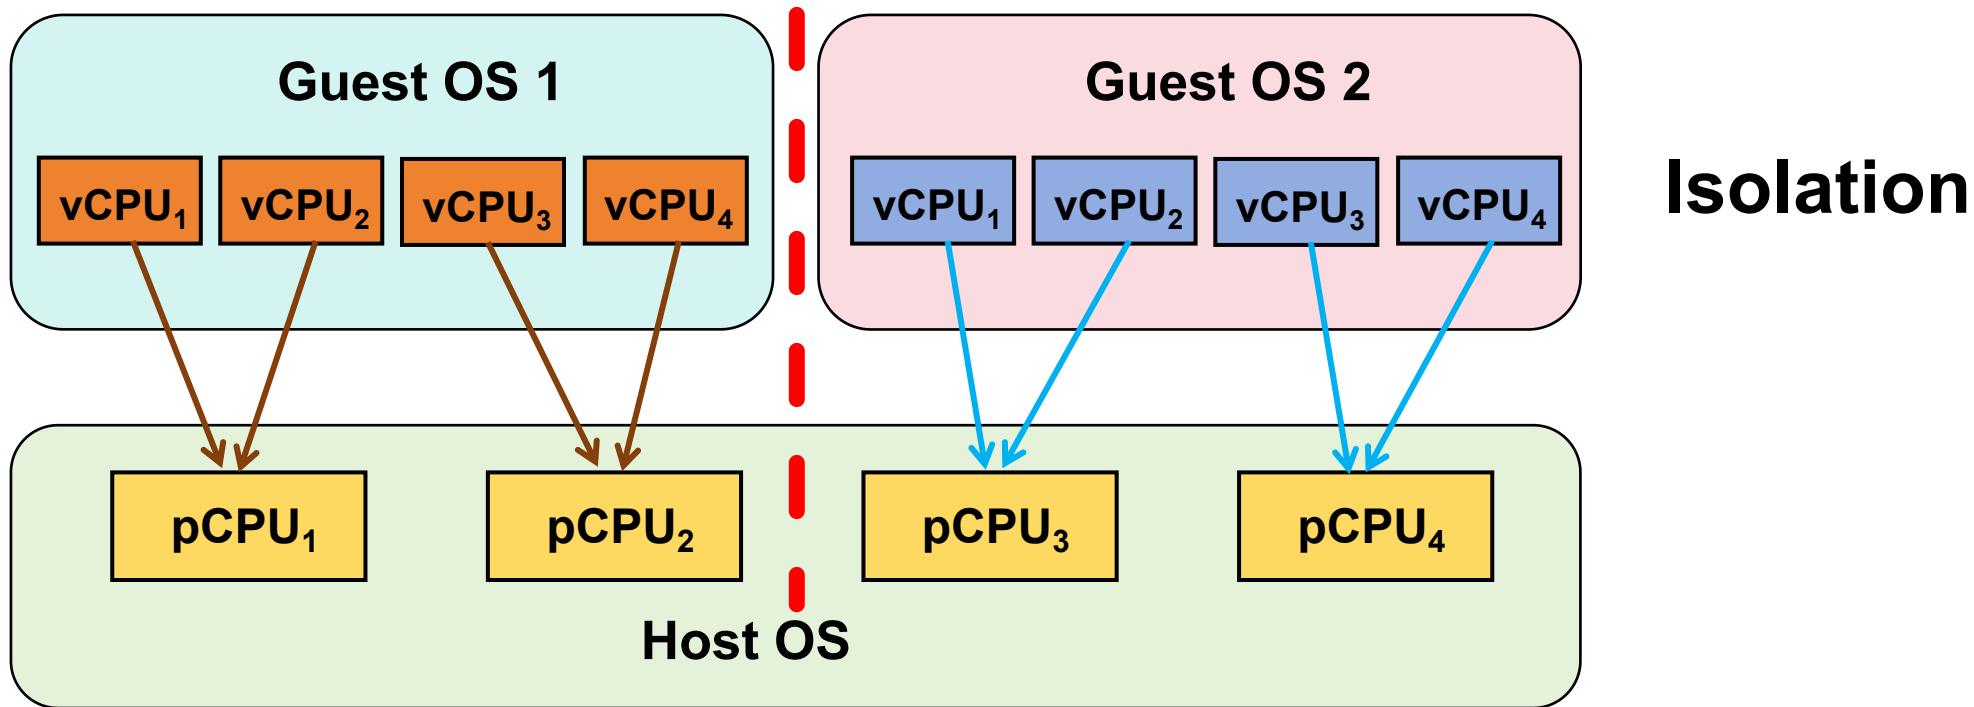 Guest OS 1
Guest OS 2
vCPU₁ vCPU₂ vCPU₃ vCPU₄
vCPU₁ vCPU₂ vCPU₃ vCPU₄
Isolation
pCPU₁ pCPU₂ pCPU₃ pCPU₄
Host OS